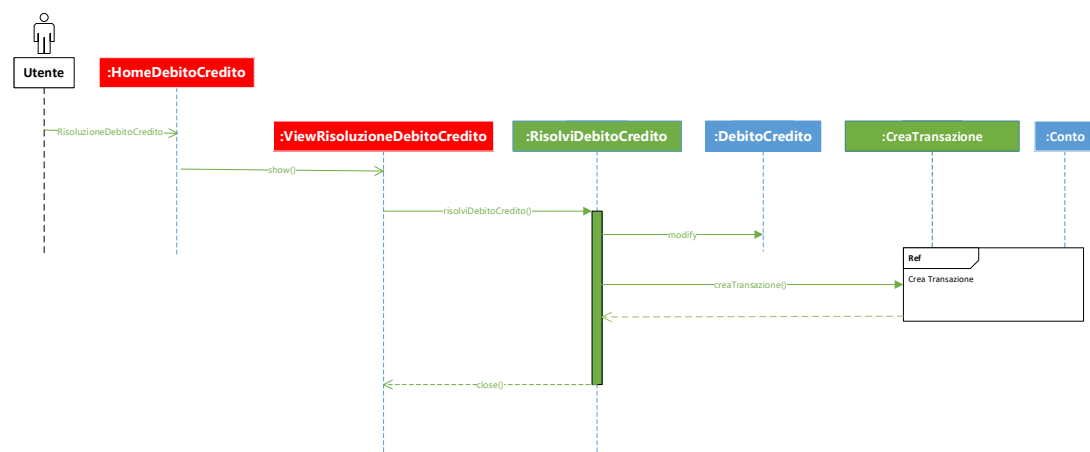 Utente
:HomeDebitoCredito
:ViewRisoluzioneDebitoCredito
:RisolviDebitoCredito
:DebitoCredito
:CreaTransazione
:Conto
RisoluzioneDebitoCredito
show()
risolviDebitoCredito()
modify
Ref
Crea Transazione
creaTransazione()
close()